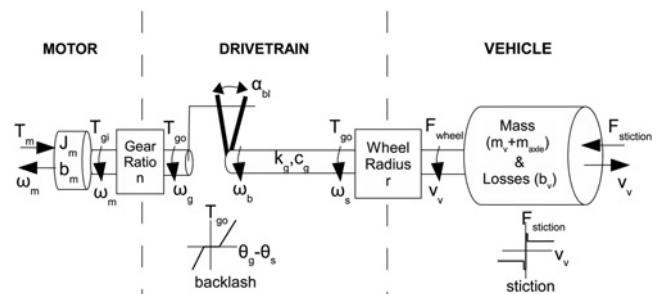 MOTOR
DRIVETRAIN
VEHICLE
α_bl
T_m
J_m
b_m
ω_m
T_gi
ω_m
Gear
Ratio
n
T_go
ω_g
ω_b
k_g,c_g
T_go
ω_s
Wheel
Radius
r
F_wheel
v_v
Mass
(m_v+m_axle)
&
Losses (b_v)
F_stiction
v_v
T_go
θ_g-θ_s
backlash
F_stiction
v_v
stiction